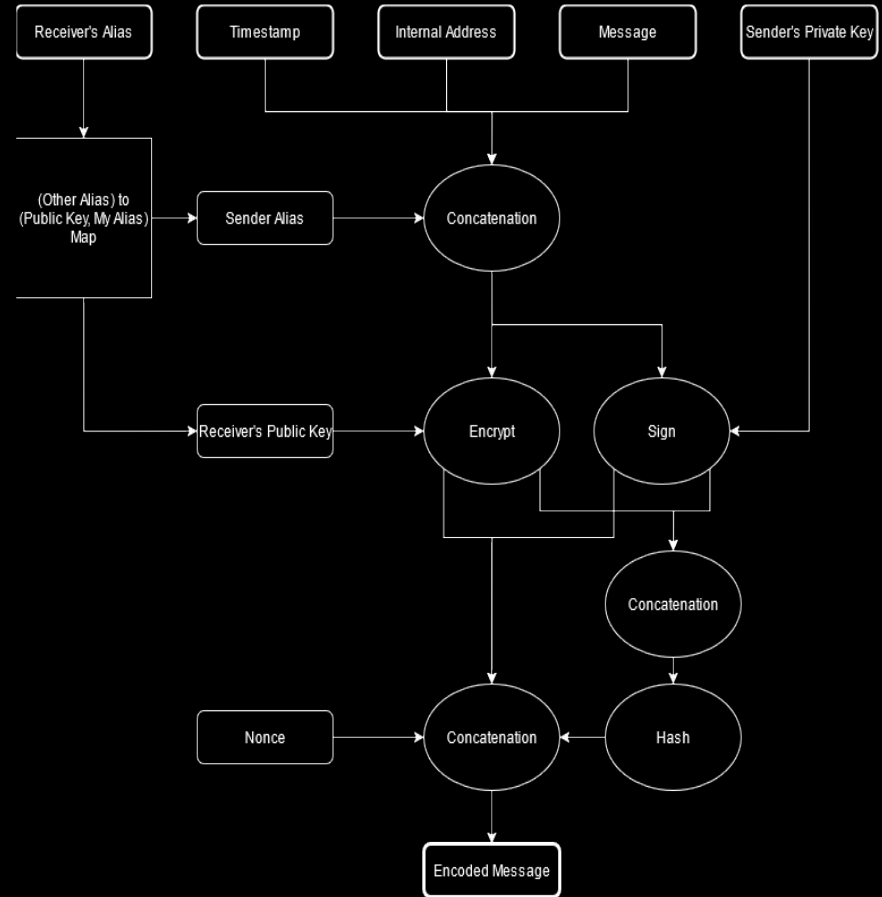 Receiver's Alias
Timestamp
Internal Address
Message
Sender's Private Key
(Other Alias) to
(Public Key, My Alias)
Map
Sender Alias
Concatenation
Receiver's Public Key
Encrypt
Sign
Concatenation
Nonce
Concatenation
Hash
Encoded Message